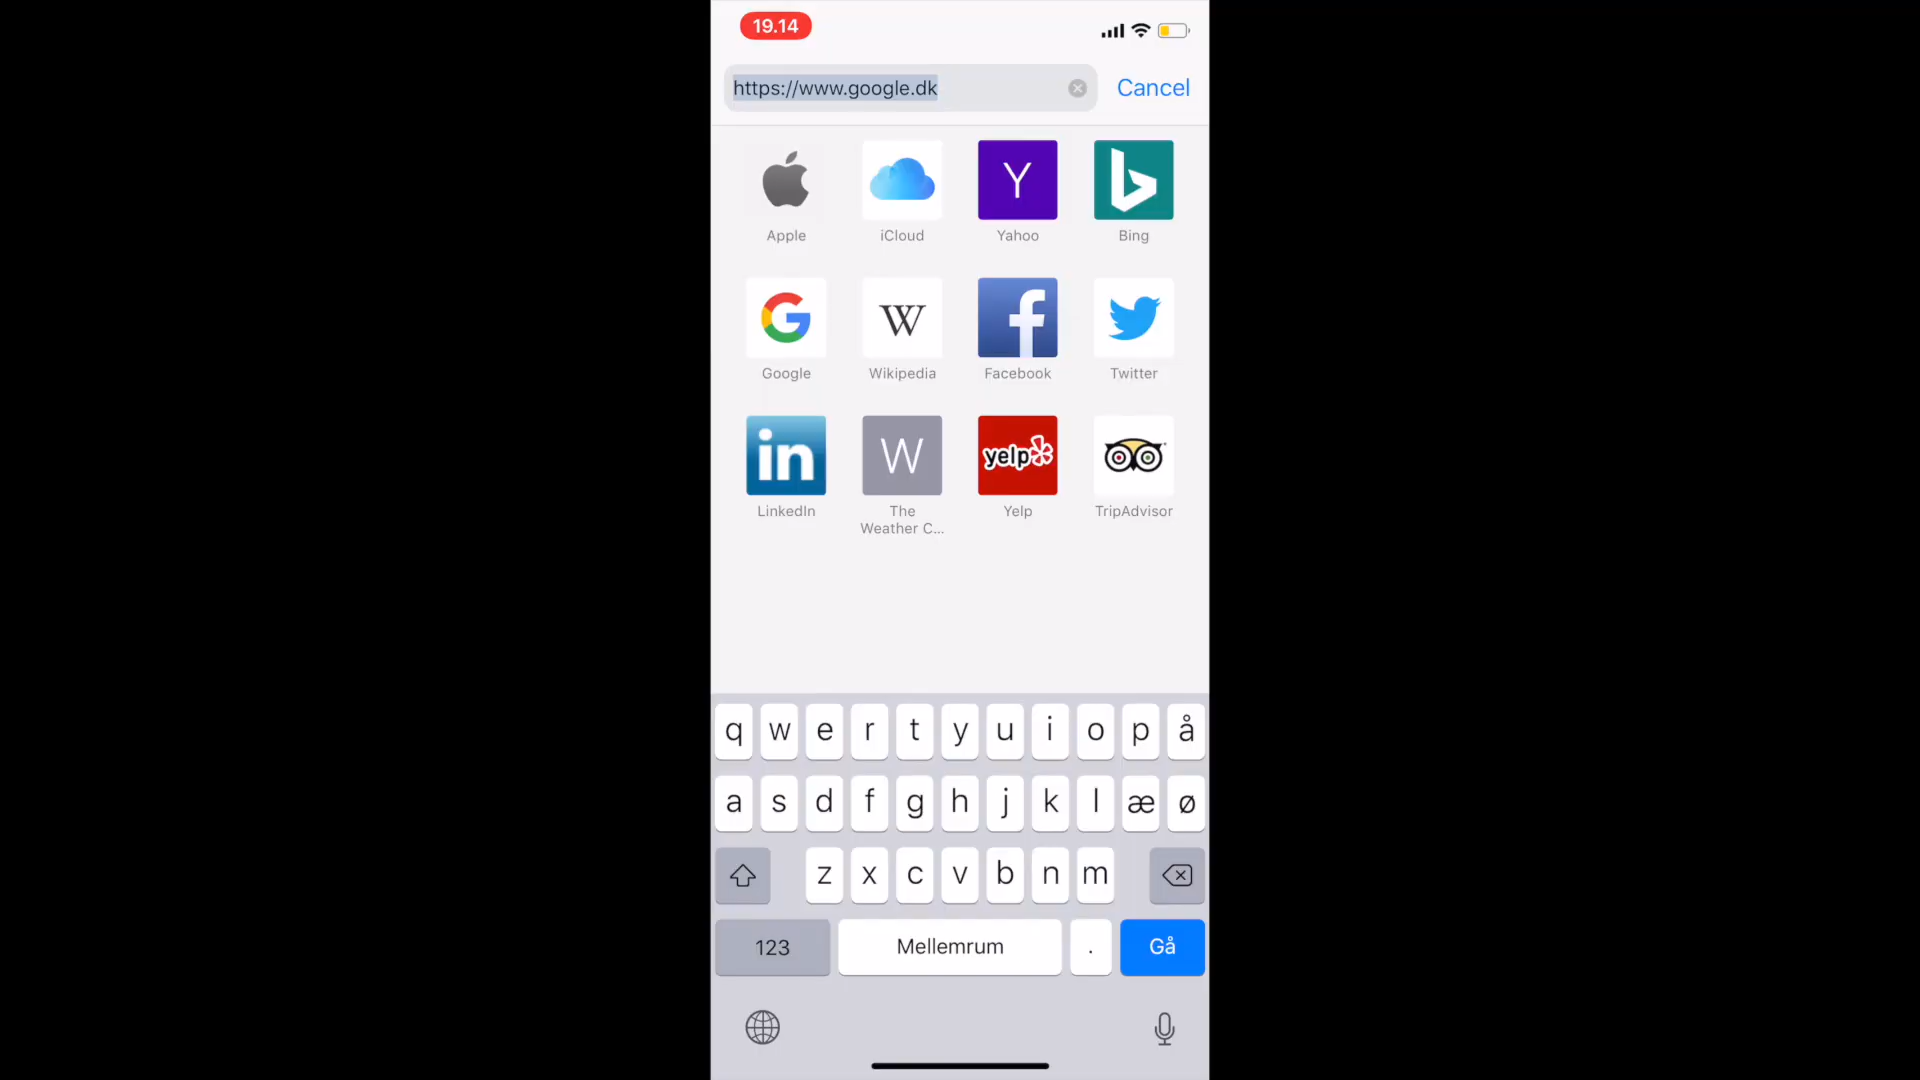 19.14
https://www.google.dk
Cancel
Y
Apple
iCloud
Yahoo
Bing
G
W
f
Google
Wikipedia
Facebook
Twitter
in
W
yelp
LinkedIn
The
Weather C...
Yelp
TripAdvisor
q w e r t y u i o p å
a s d f g h j k l æ ø
z x c v b n m
123
Mellemrum
.
Gå